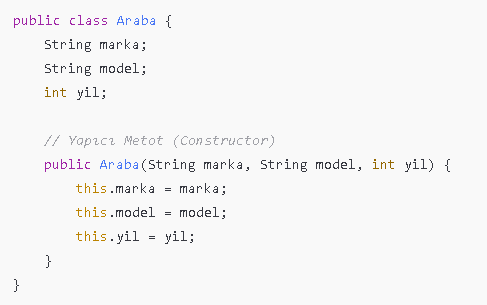 public class Araba {
    String marka;
    String model;
    int yil;

    // Yapıcı Metot (Constructor)
    public Araba(String marka, String model, int yil) {
        this.marka = marka;
        this.model = model;
        this.yil = yil;
    }
}